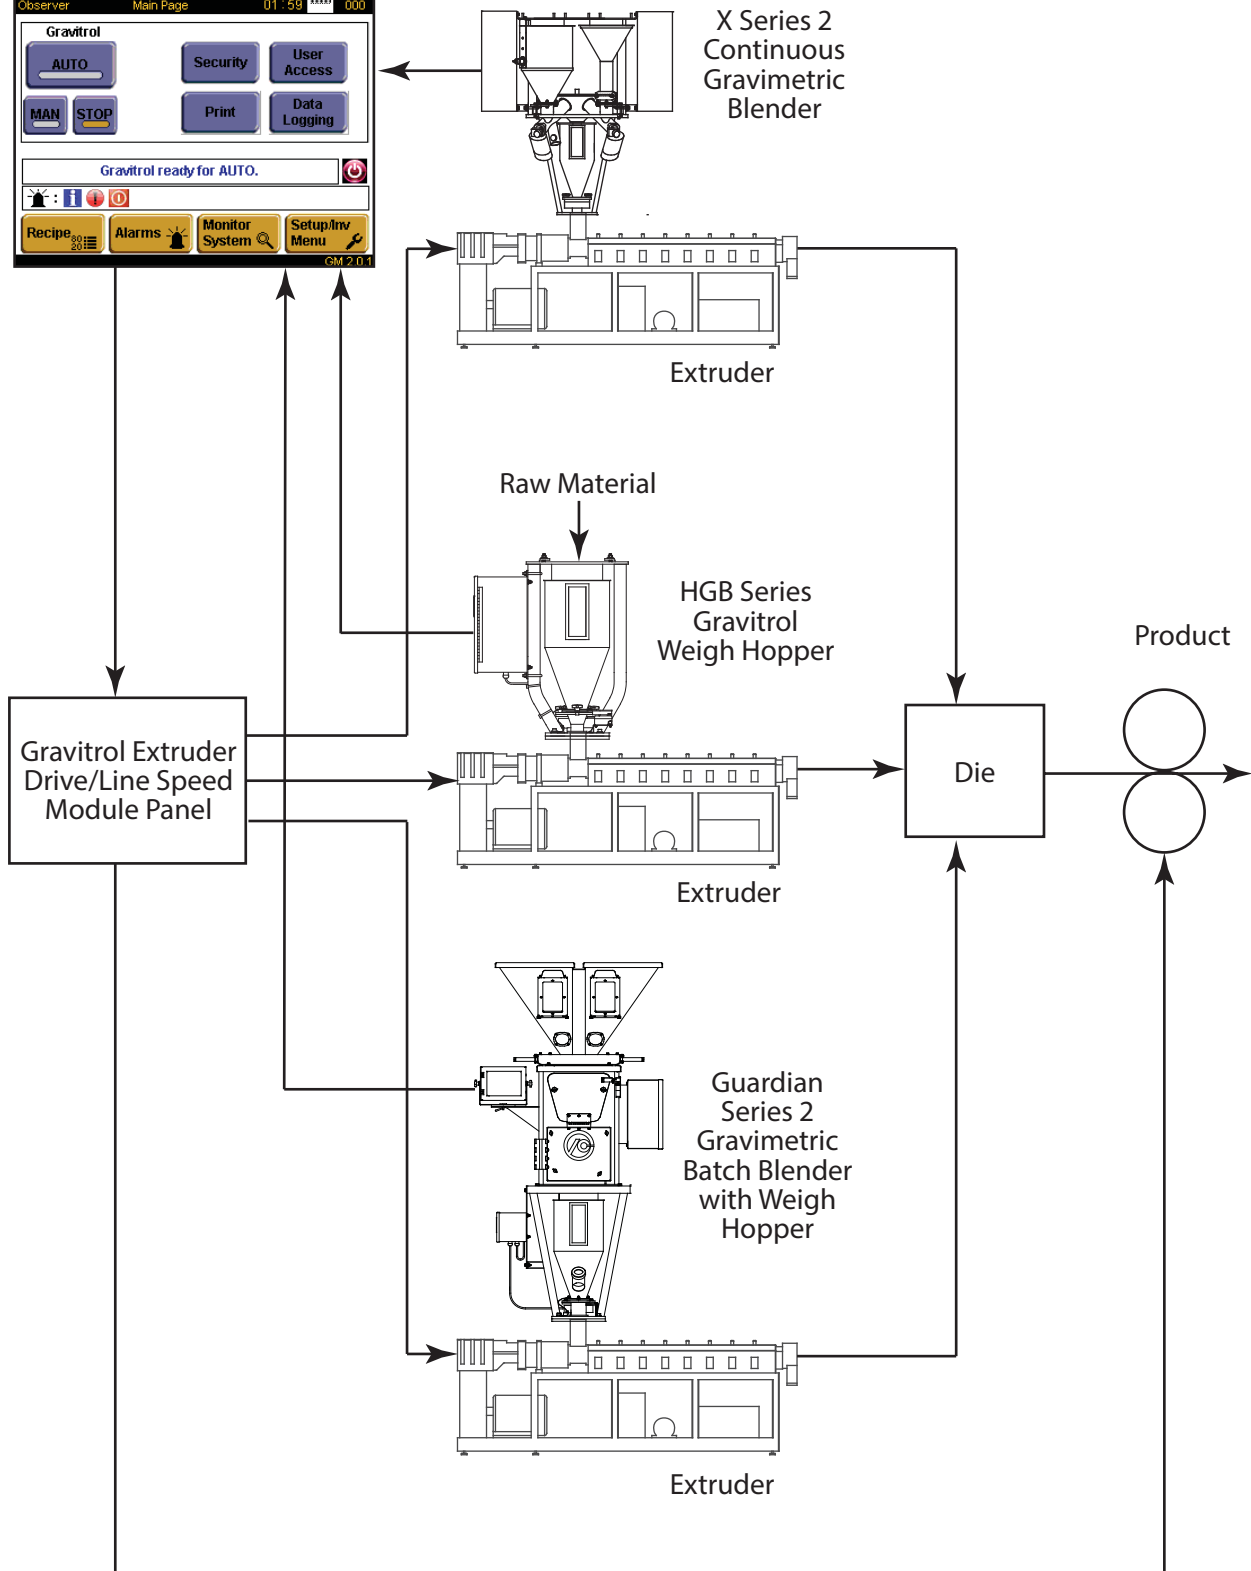 Observer Main Page 01:59 ***** 000
Gravitrol
AUTO
Security
User
Access
MAN
STOP
Print
Data
Logging
Gravitrol ready for AUTO.
:
Recipe 80
20
Alarms
Monitor
System
Setup/Inv
Menu
GM 2.0.1
X Series 2
Continuous
Gravimetric
Blender
Extruder
Raw Material
HGB Series
Gravitrol
Weigh Hopper
Product
Gravitrol Extruder
Drive/Line Speed
Module Panel
Die
Extruder
Guardian
Series 2
Gravimetric
Batch Blender
with Weigh
Hopper
Extruder